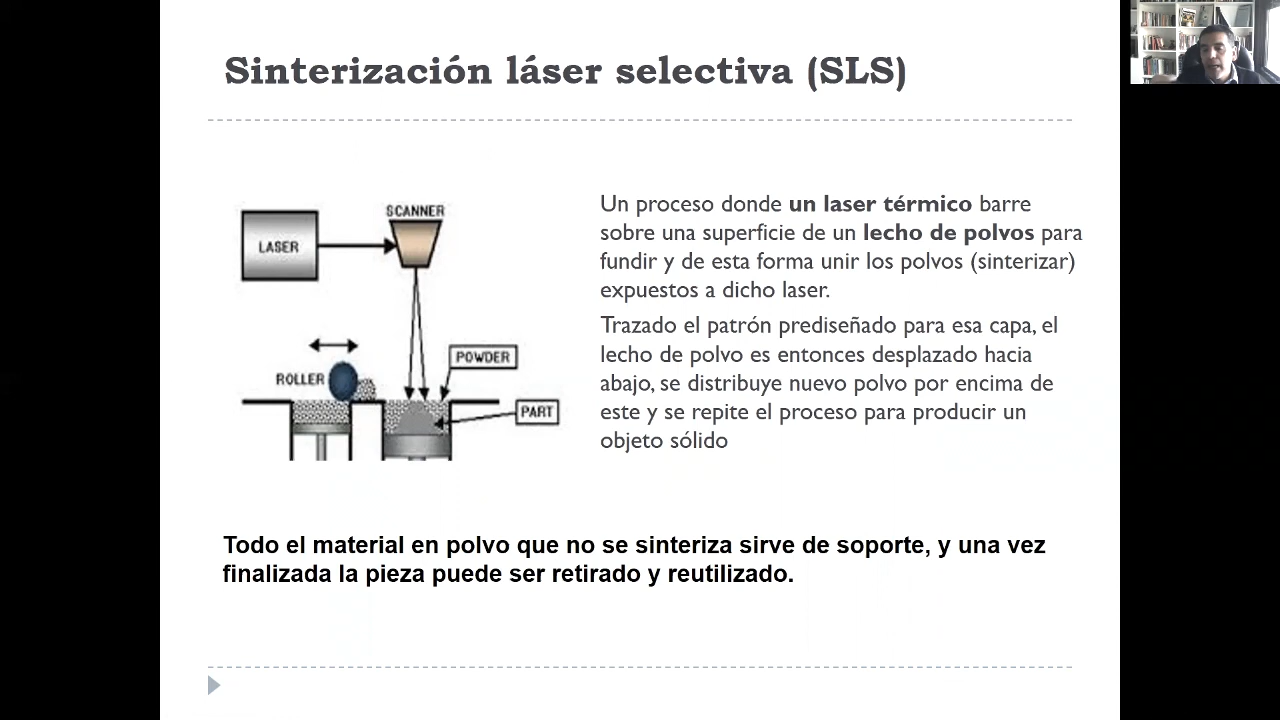 Sinterización láser selectiva (SLS)
SCANNER
LASER
POWDER
ROLLER
PART
Un proceso donde un laser térmico barre
sobre una superficie de un lecho de polvos para
fundir y de esta forma unir los polvos (sinterizar)
expuestos a dicho laser.
Trazado el patrón prediseñado para esa capa, el
lecho de polvo es entonces desplazado hacia
abajo, se distribuye nuevo polvo por encima de
este y se repite el proceso para producir un
objeto sólido
Todo el material en polvo que no se sinteriza sirve de soporte, y una vez
finalizada la pieza puede ser retirado y reutilizado.